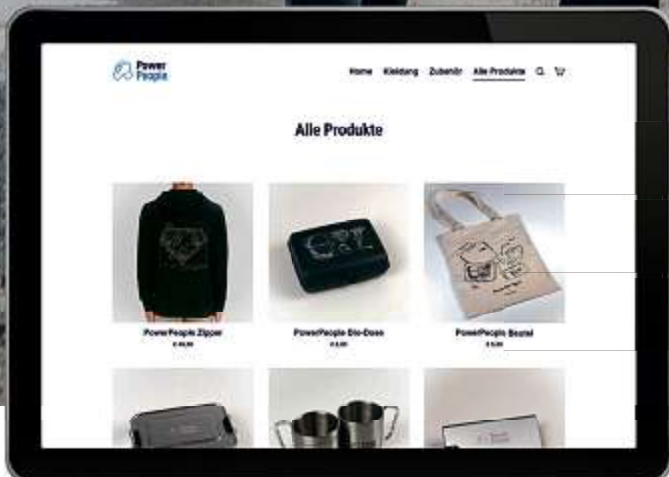 Power
People
Home Kleidung Zubehör Alle Produkte
Alle Produkte
PowerPeople Zipper
PowerPeople Bio-Dose
PowerPeople Beutel